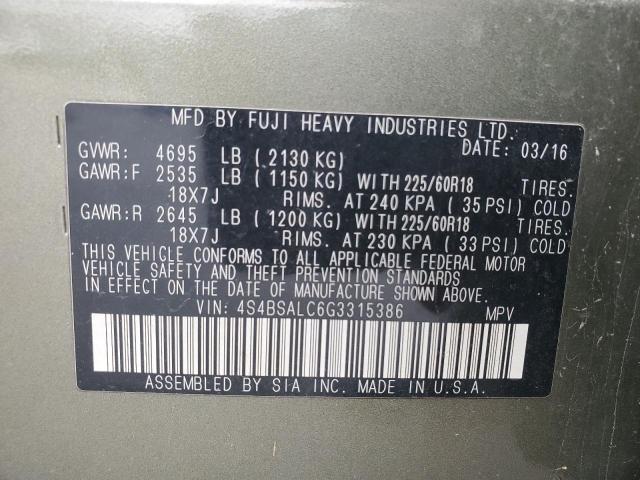 MFD BY FUJI HEAVY INDUSTRIES LTD.
GVWR: 4695 LB (.2130 KG) DATE: 03/16
GAWR:F 2535 LB ( 1150 KG) WITH 225/60R18 TIRES.
18X7J RIMS. AT 240 KPA ( 35 PSI) COLD
GAWR:R 2645 LB ( 1200 KG) WITH 225/60R18 TIRES.
18X7J RIMS. AT 230 KPA ( 33 PSI) COLD
THIS VEHICLE CONFORMS TO ALL APPLICABLE FEDERAL MOTOR
VEHICLE SAFETY AND THEFT PREVENTION STANDARDS
IN EFFECT ON THE DATE OF MANUFACTURE SHOWN ABOVE.
VIN: 4S4BSALC6G3315386 MPV
ASSEMBLED BY SIA INC. MADE IN U.S.A.